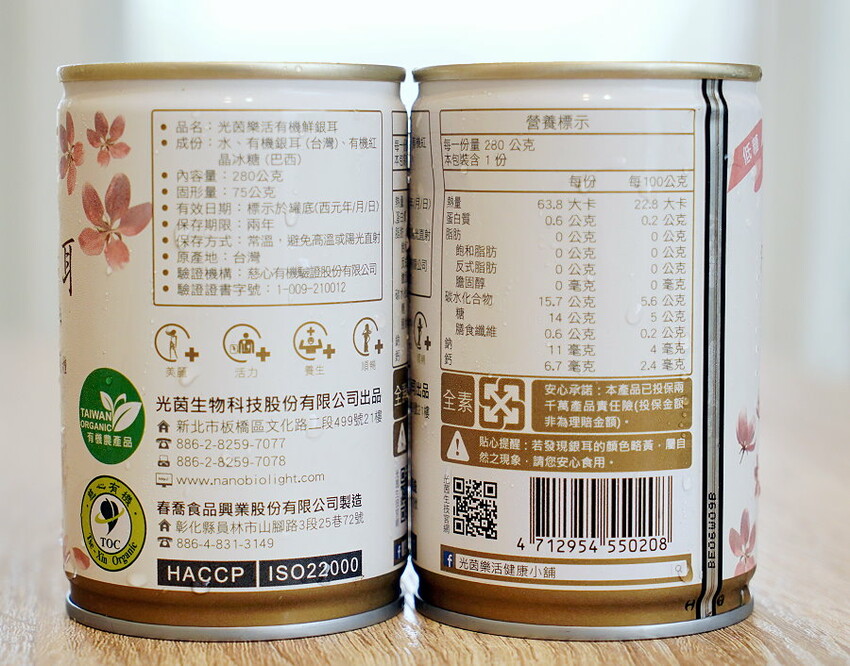 • 品名：光茵樂活有機鮮銀耳
• 成份：水、有機銀耳 (台灣)、有機紅
晶冰糖 (巴西)
• 內容量：280公克
• 固形量：75公克
• 有效日期：標示於罐底(西元年/月/日)
• 保存期限：兩年
• 保存方式：常溫，避免高溫或陽光直射
• 原產地：台灣
• 驗證機構：慈心有機驗證股份有限公司
• 驗證證書字號：1-009-210012
耳
美麗
活力
養生
順暢
TAIWAN
ORGANIC
有機農產品
光茵生物科技股份有限公司出品
新北市板橋區文化路二段499號21樓
886-2-8259-7077
886-2-8259-7078
www.nanobiolight.com
慈心有機
TOC
Tse-Xin Organic
春喬食品興業股份有限公司製造
彰化縣員林市山腳路3段25巷72號
886-4-831-3149
HACCP ISO22000
營養標示
每一份量 280 公克
本包裝含 1 份
每份 每100公克
熱量 63.8 大卡 22.8 大卡
蛋白質 0.6 公克 0.2 公克
脂肪 0 公克 0 公克
飽和脂肪 0 公克 0 公克
反式脂肪 0 公克 0 公克
膽固醇 0 毫克 0 毫克
碳水化合物 15.7 公克 5.6 公克
糖 14 公克 5 公克
膳食纖維 0.6 公克 0.2 公克
鈉 11 毫克 4 毫克
鈣 6.7 毫克 2.4 毫克
全素
安心承諾：本產品已投保兩
千萬產品責任險(投保金額
非為理賠金額)。
貼心提醒：若發現銀耳的顏色略黃，屬自
然之現象，請您安心食用。
光茵生技官網
4 712954 550208
光茵樂活健康小舖
BE06W09B
低糖